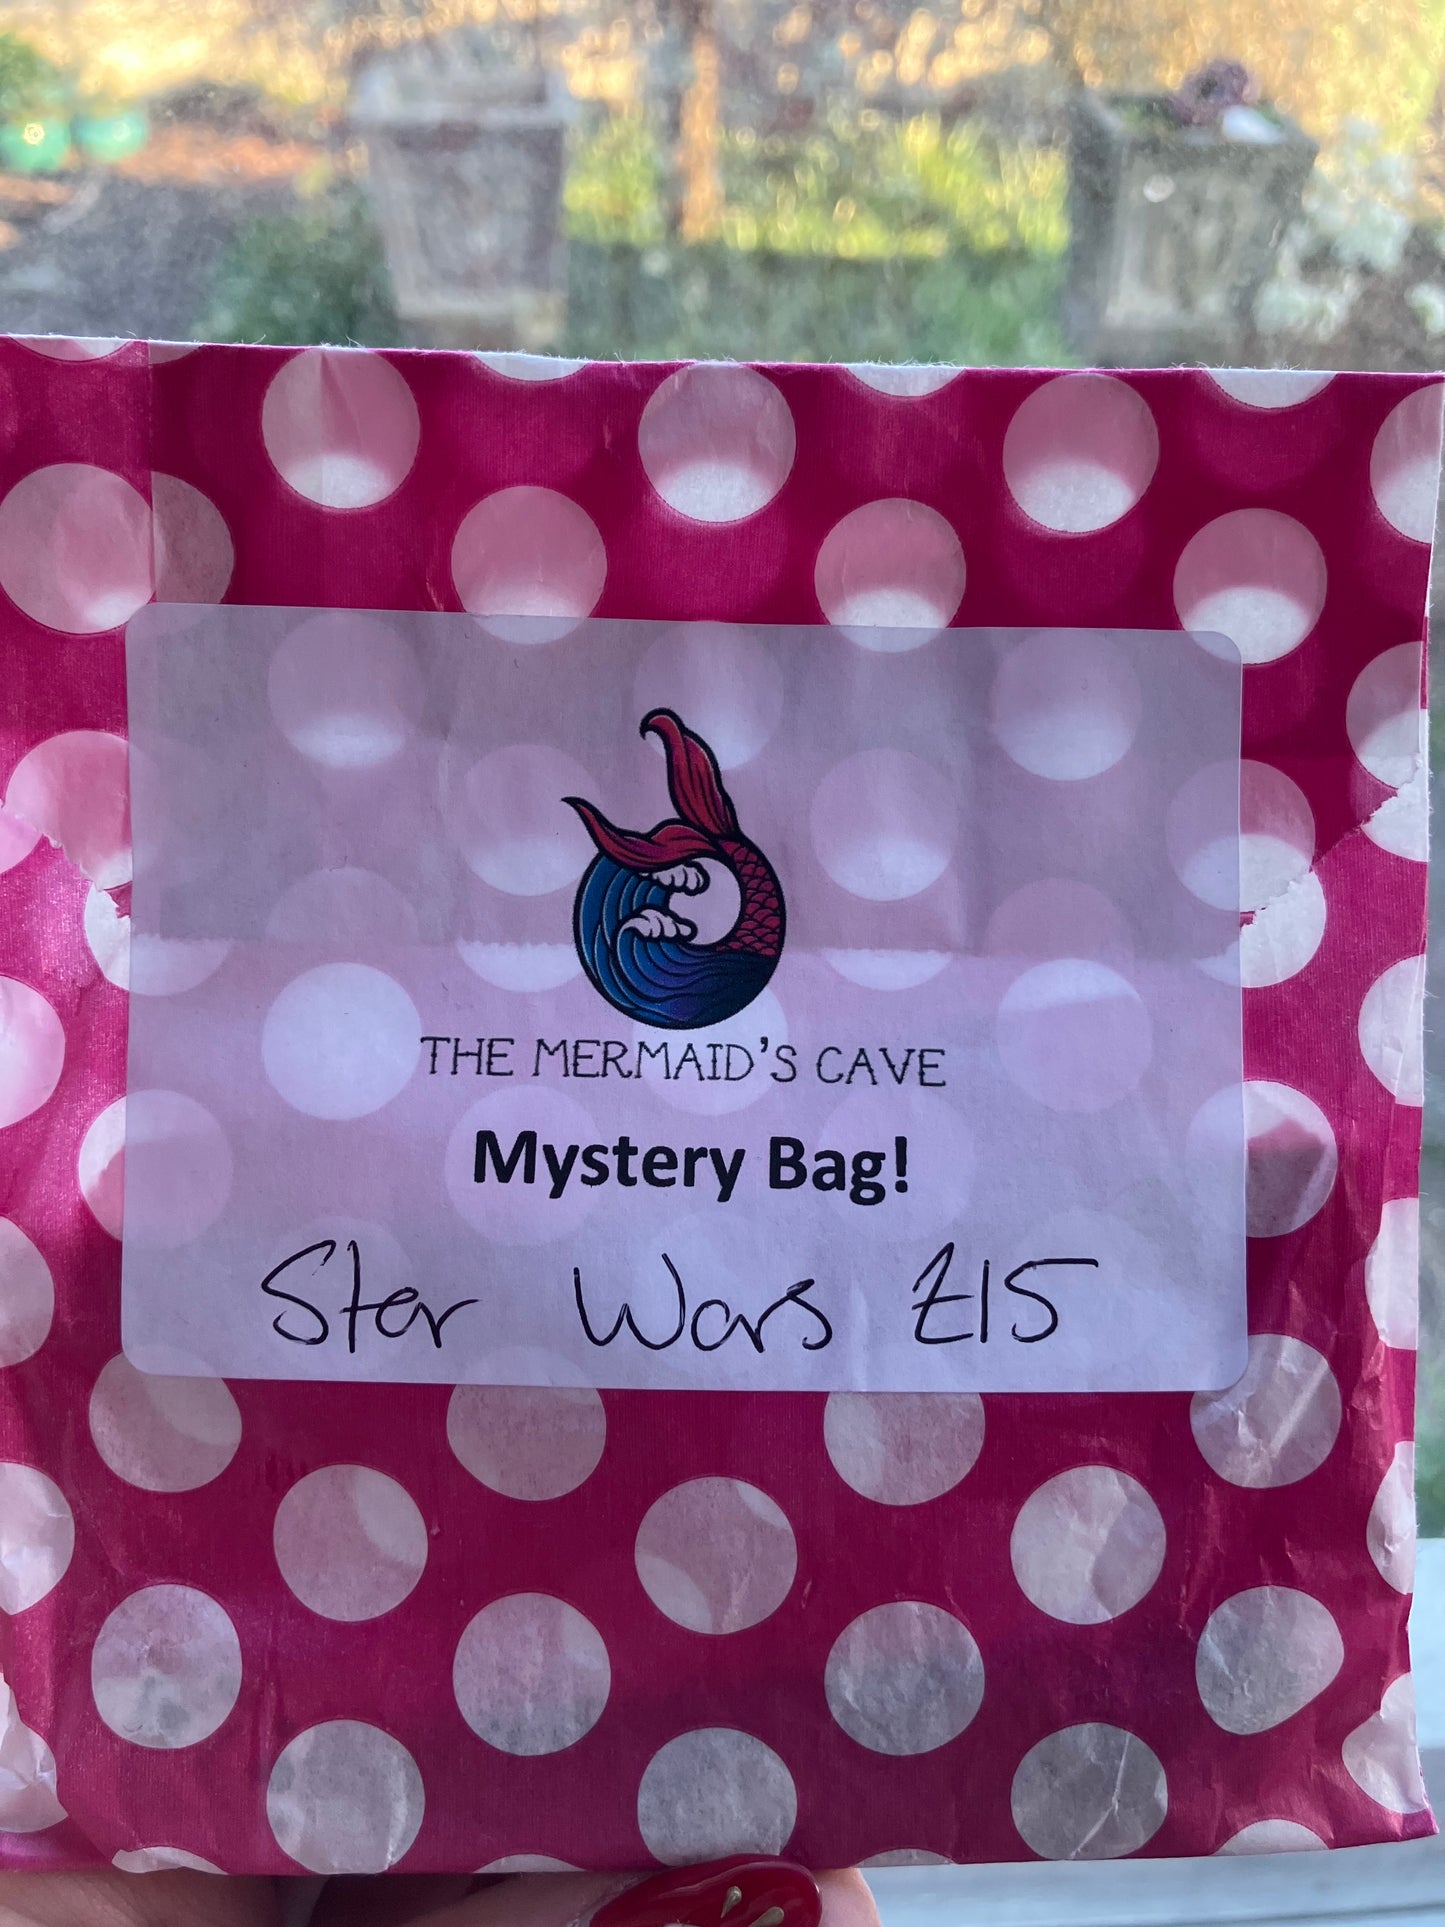 THE MERMAID'S CAVE
Mystery Bag!
Star Wars £15